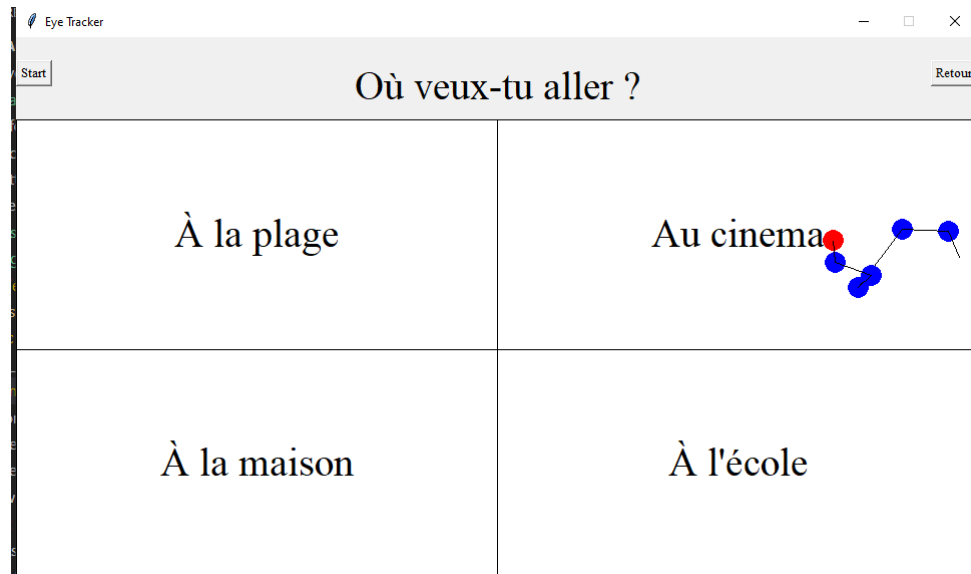 Eye Tracker
Start
Où veux-tu aller ?
Retour
À la plage
Au cinema
À la maison
À l'école